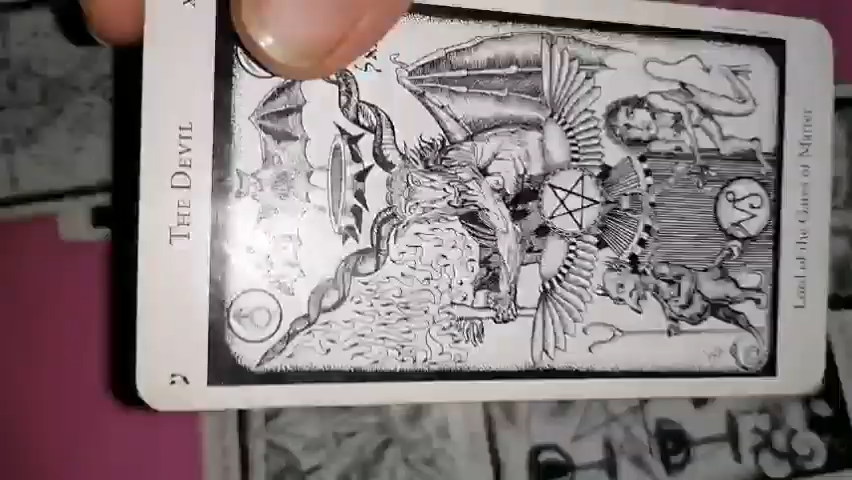 THE DEVIL
ע
Lord of the Gates of Matter